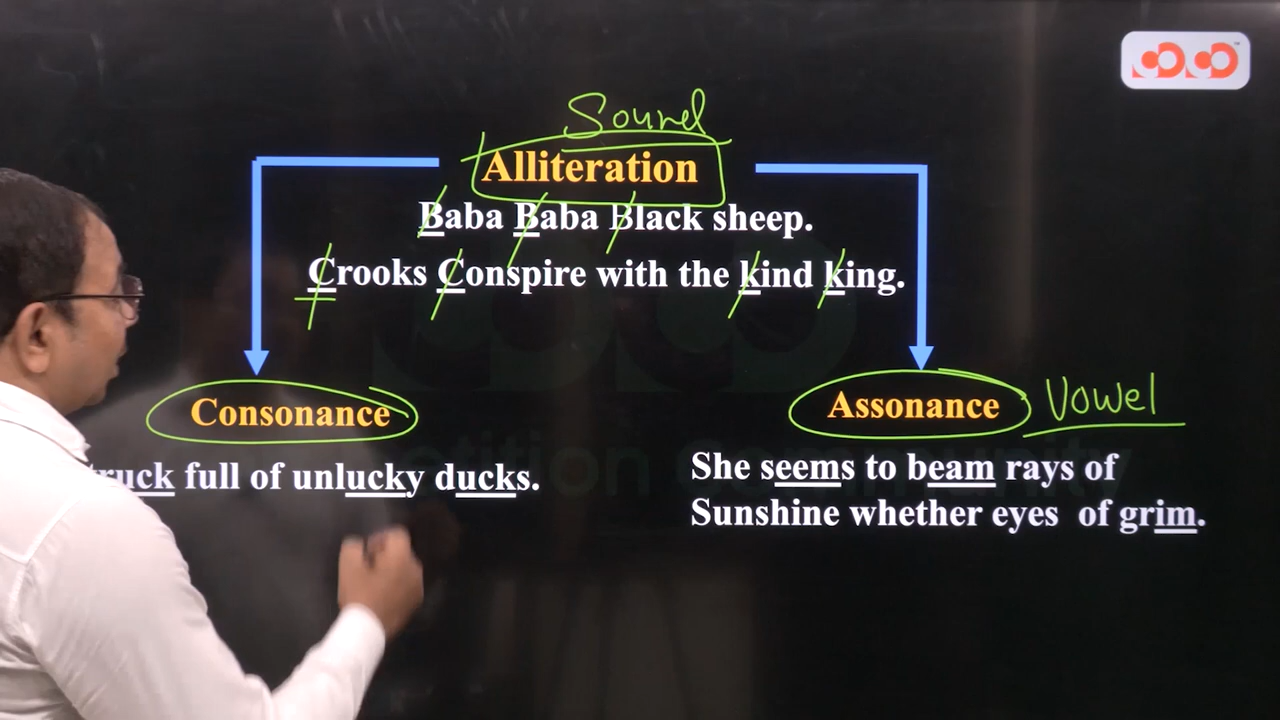 Sound
Alliteration
Baba Baba Black sheep.
Crooks Conspire with the kind king.
Consonance
Assonance
Vowel
full of unlucky ducks.
She seems to beam rays of
Sunshine whether eyes of grim.